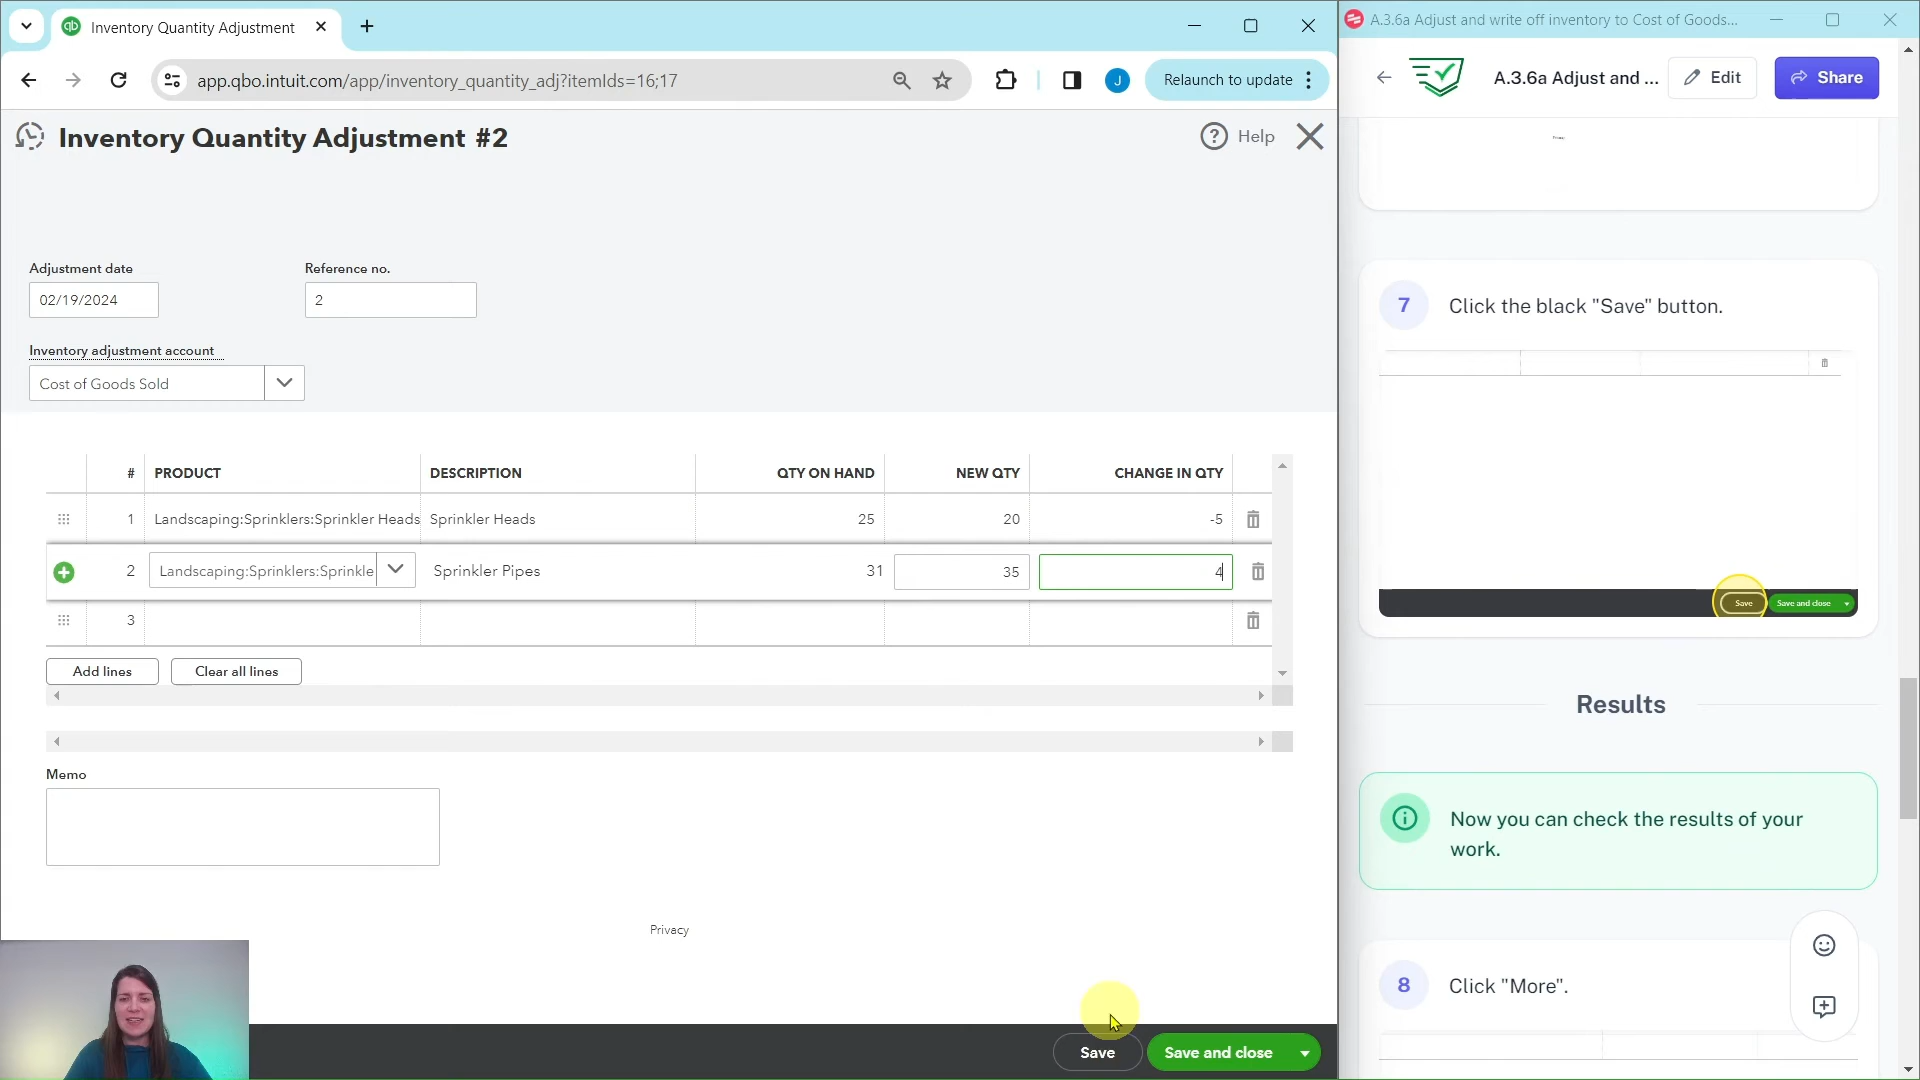 Inventory Quantity Adjustment
app.qbo.intuit.com/app/inventory_quantity_adj?itemIds=16;17
J
Relaunch to update
Inventory Quantity Adjustment #2
Help
Adjustment date
Reference no.
02/19/2024
2
Inventory adjustment account
Cost of Goods Sold
# PRODUCT DESCRIPTION QTY ON HAND NEW QTY CHANGE IN QTY
1 Landscaping:Sprinklers:Sprinkler Heads Sprinkler Heads 25 20 -5
2 Landscaping:Sprinklers:Sprinkle Sprinkler Pipes 31 35 4
3
Add lines
Clear all lines
Memo
Privacy
Save
Save and close
A.3.6a Adjust and write off inventory to Cost of Goods...
A.3.6a Adjust and ...
Edit
Share
7
Click the black "Save" button.
Save
Save and close
Results
Now you can check the results of your
work.
8
Click "More".